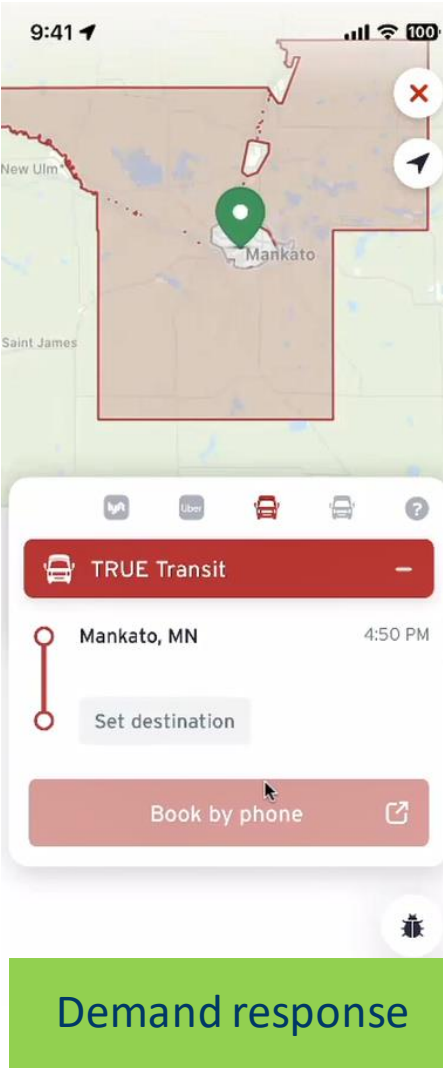 9:41
100
New Ulm
Mankato
Saint James
lyft
Uber
?
TRUE Transit
Mankato, MN
4:50 PM
Set destination
Book by phone
Demand response